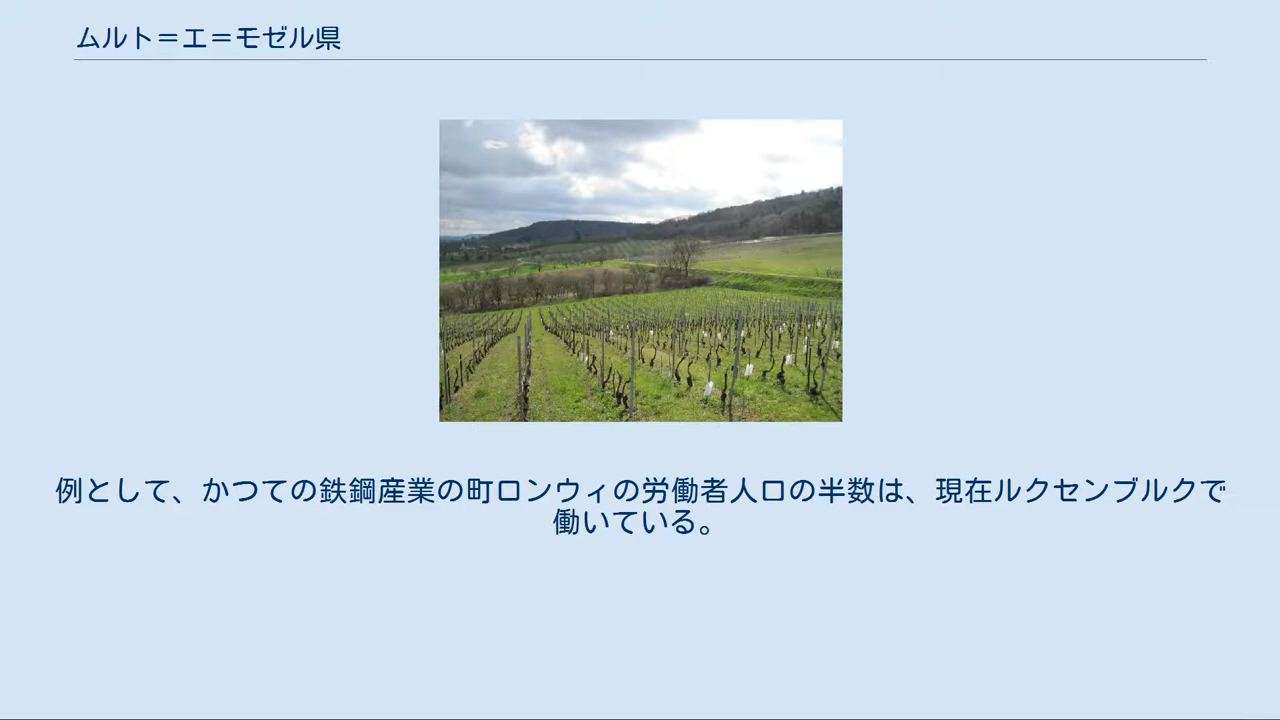 ムルト＝エ＝モゼル県
例として、かつての鉄鋼産業の町ロンウィの労働者人口の半数は、現在ルクセンブルクで
働いている。